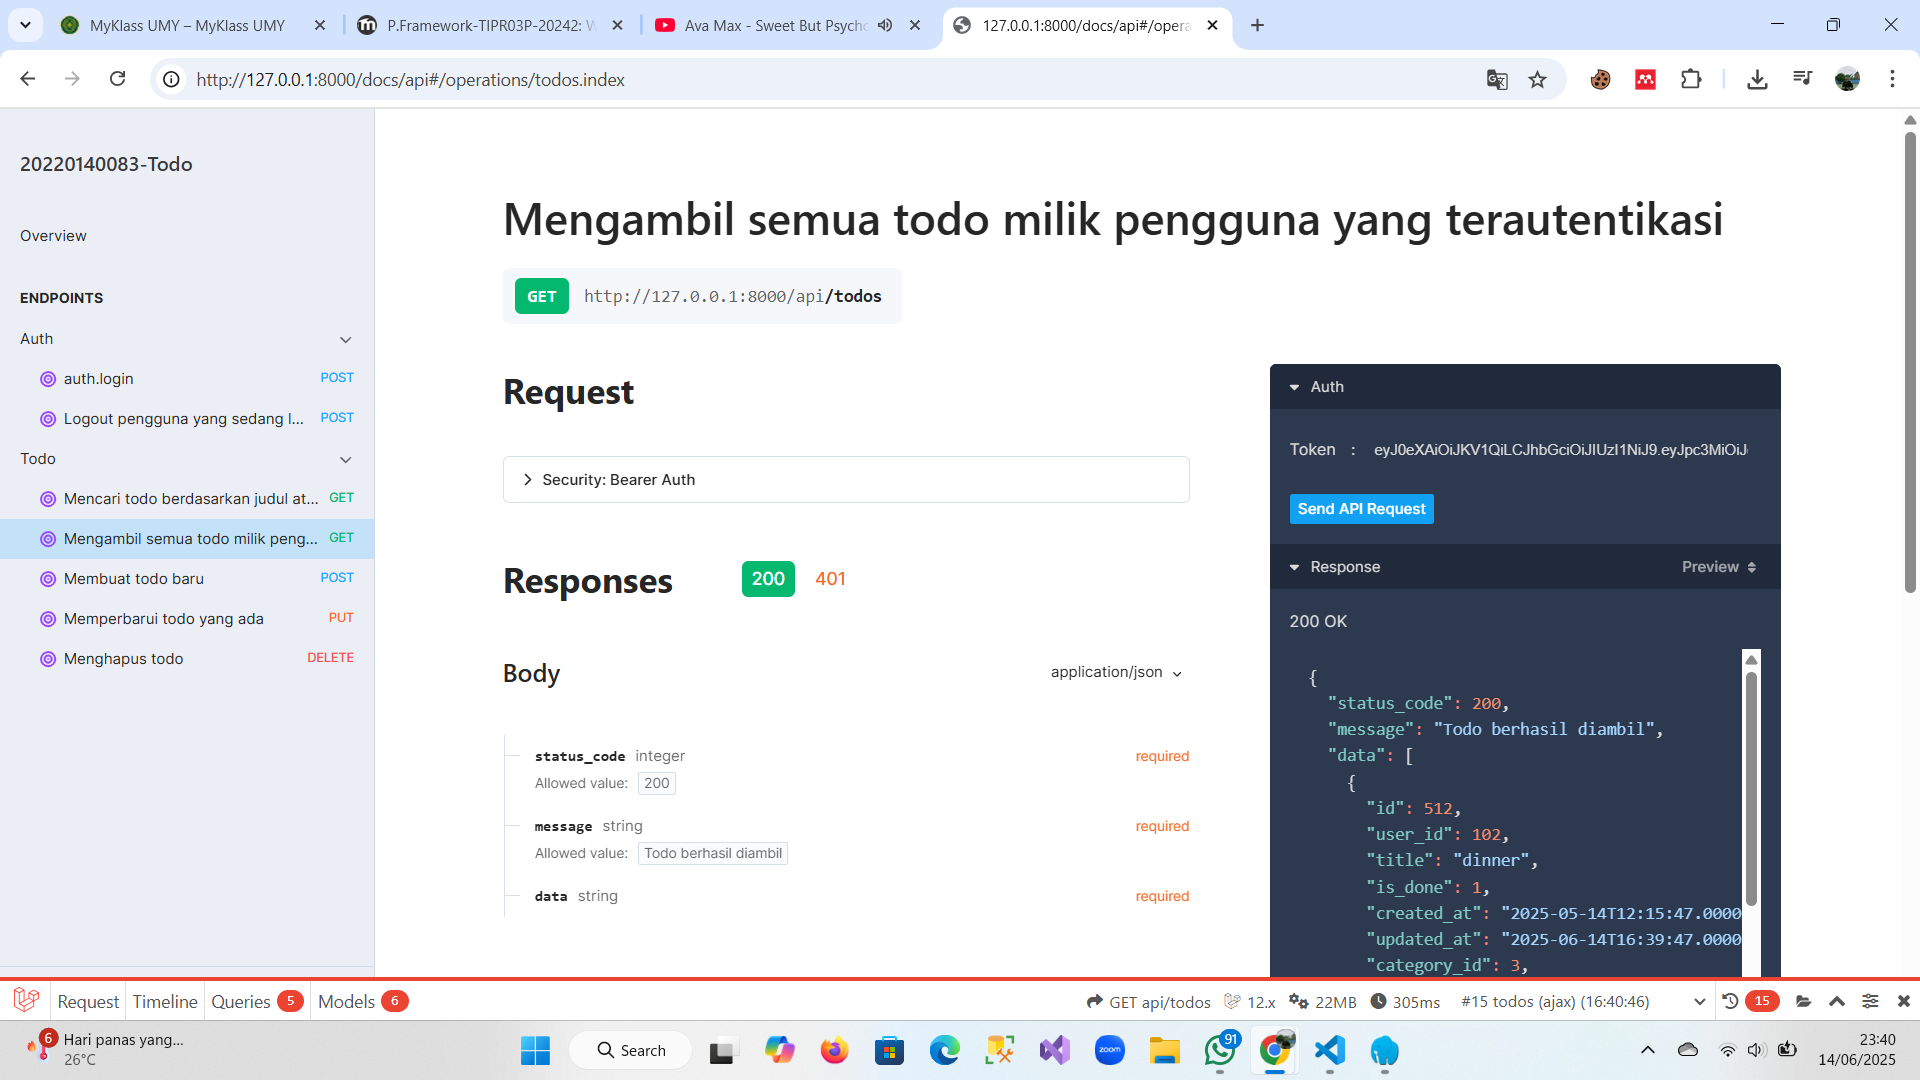 MyKlass UMY – MyKlass UMY
P.Framework-TIPR03P-20242: W
Ava Max - Sweet But Psycho
127.0.0.1:8000/docs/api#/opera
http://127.0.0.1:8000/docs/api#/operations/todos.index
20220140083-Todo
Overview
ENDPOINTS
Auth
auth.login POST
Logout pengguna yang sedang l... POST
Todo
Mencari todo berdasarkan judul at... GET
Mengambil semua todo milik peng... GET
Membuat todo baru POST
Memperbarui todo yang ada PUT
Menghapus todo DELETE
Mengambil semua todo milik pengguna yang terautentikasi
GET http://127.0.0.1:8000/api/todos
Request
Security: Bearer Auth
Responses 200 401
Body application/json
status_code integer required
Allowed value: 200
message string required
Allowed value: Todo berhasil diambil
data string required
Auth
Token : eyJ0eXAiOiJKV1QiLCJhbGciOiJIUzI1NiJ9.eyJpc3MiOiJ
Send API Request
Response Preview
200 OK
{
"status_code": 200,
"message": "Todo berhasil diambil",
"data": [
{
"id": 512,
"user_id": 102,
"title": "dinner",
"is_done": 1,
"created_at": "2025-05-14T12:15:47.0000
"updated_at": "2025-06-14T16:39:47.0000
"category_id": 3,
Request Timeline Queries 5 Models 6 GET api/todos 12.x 22MB 305ms #15 todos (ajax) (16:40:46) 15
6 Hari panas yang...
26°C
Search
zoom
91
23:40
14/06/2025